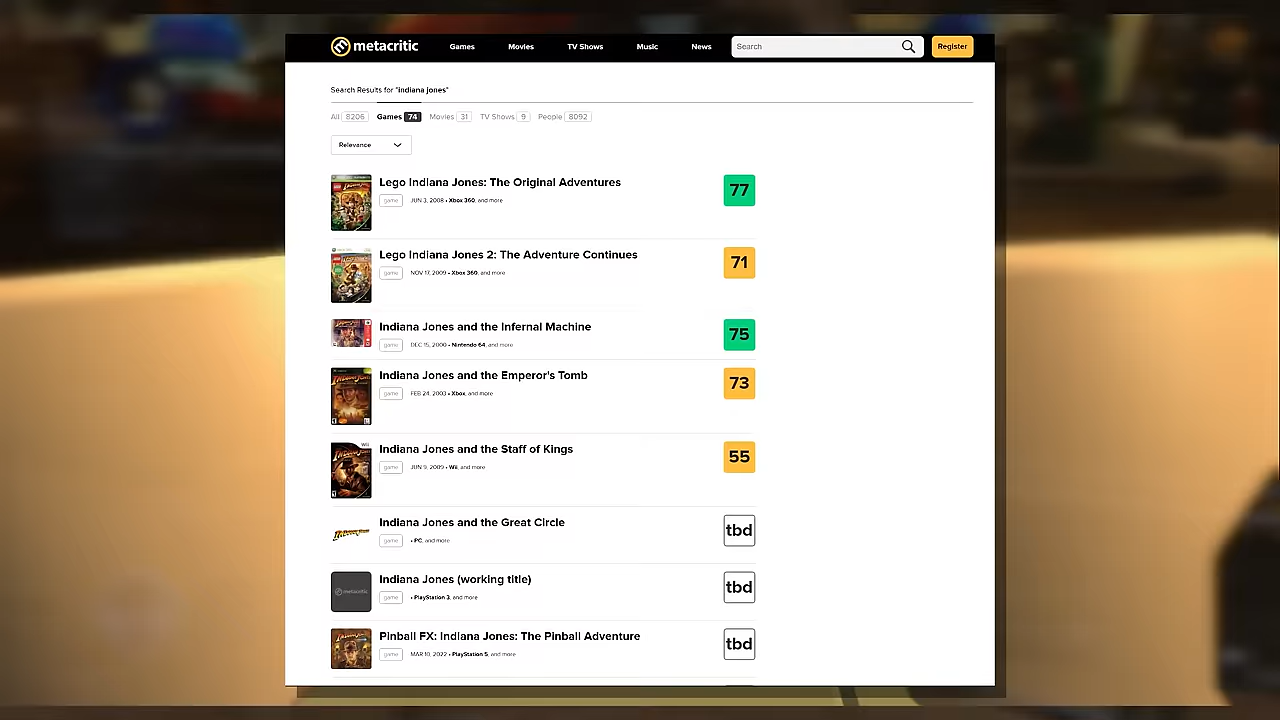 metacritic Games Movies TV Shows Music News Search Register
Search Results for "indiana jones"
All 8206 Games 74 Movies 31 TV Shows 9 People 8092
Relevance
Lego Indiana Jones: The Original Adventures 77
game JUN 3, 2008 • Xbox 360, and more
Lego Indiana Jones 2: The Adventure Continues 71
game NOV 17, 2009 • Xbox 360, and more
Indiana Jones and the Infernal Machine 75
game DEC 15, 2000 • Nintendo 64, and more
Indiana Jones and the Emperor's Tomb 73
game FEB 24, 2003 • Xbox, and more
Indiana Jones and the Staff of Kings 55
game JUN 9, 2009 • Wii, and more
Indiana Jones and the Great Circle tbd
game • PC, and more
Indiana Jones (working title) tbd
metacritic
game • PlayStation 3, and more
Pinball FX: Indiana Jones: The Pinball Adventure tbd
game MAR 10, 2022 • PlayStation 5, and more